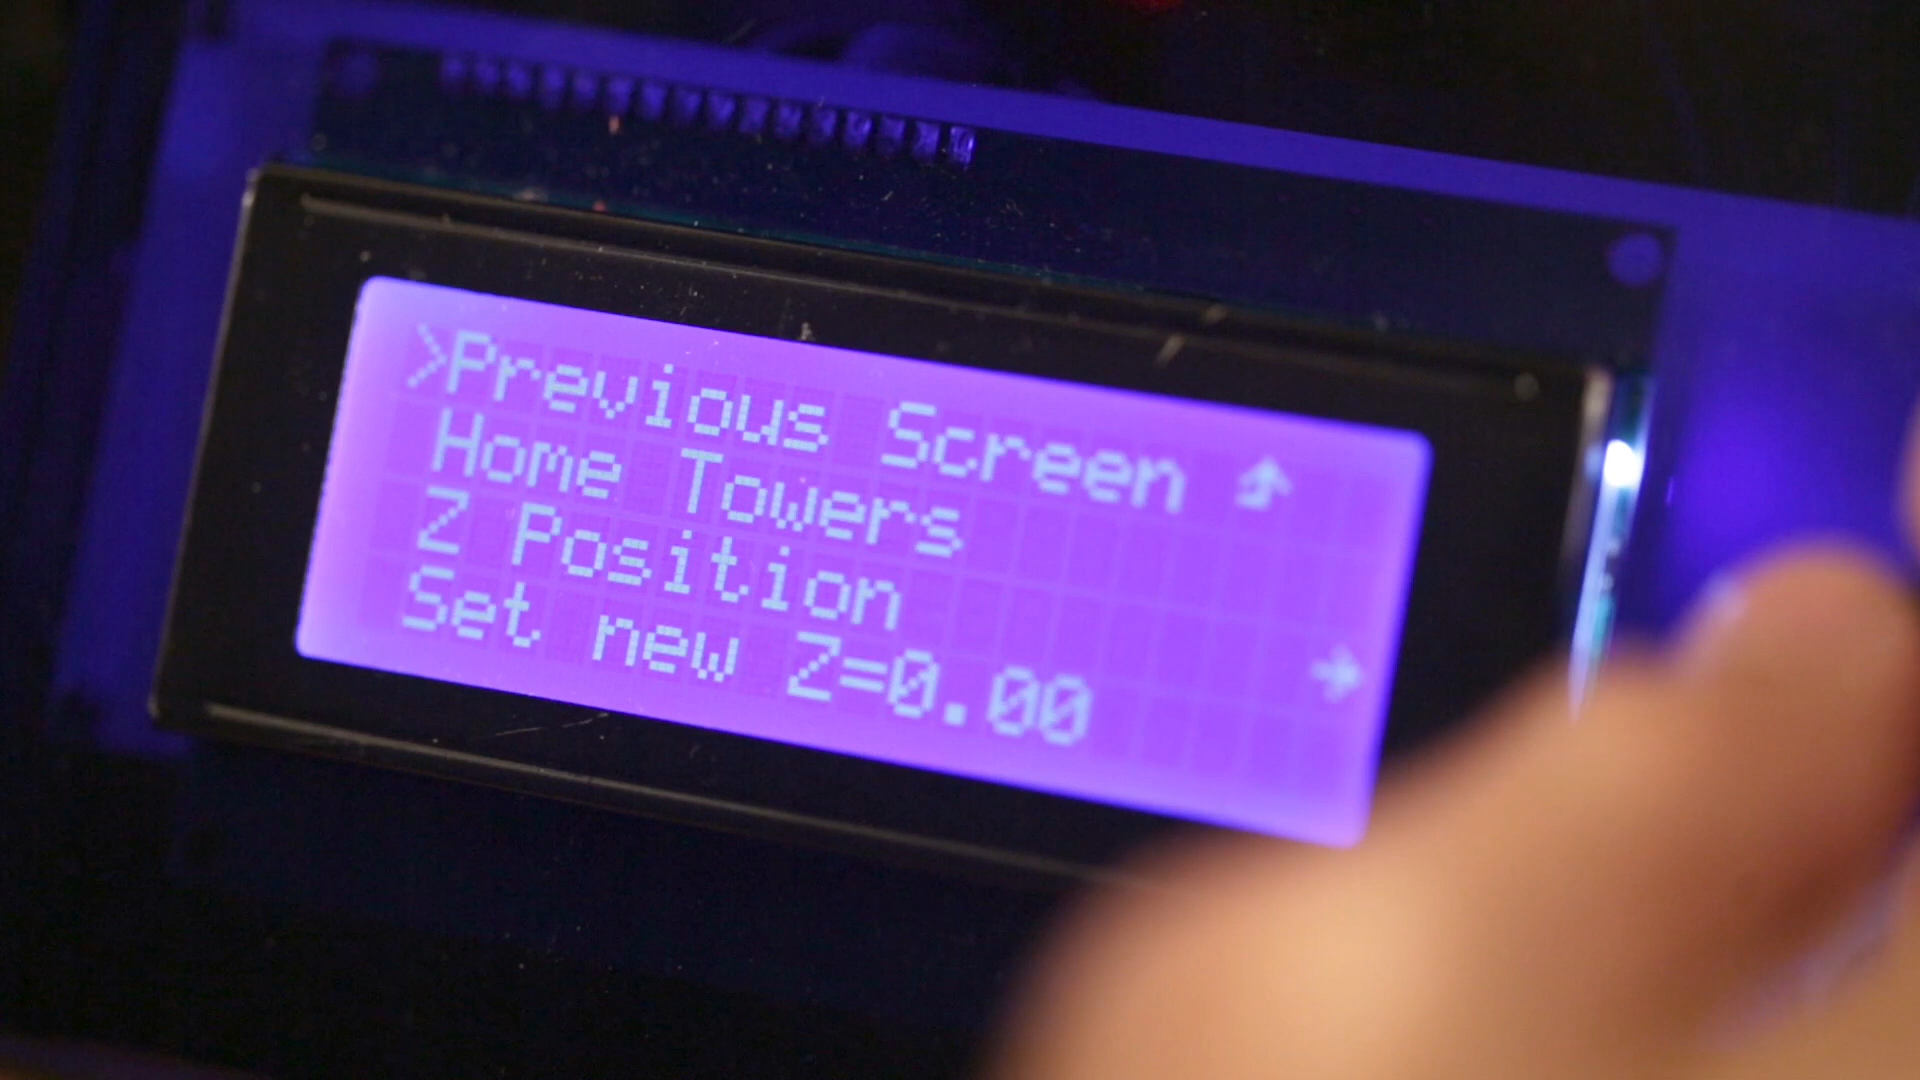 >Previous Screen ⬆
Home Towers
Z Position →
Set new Z=0.00